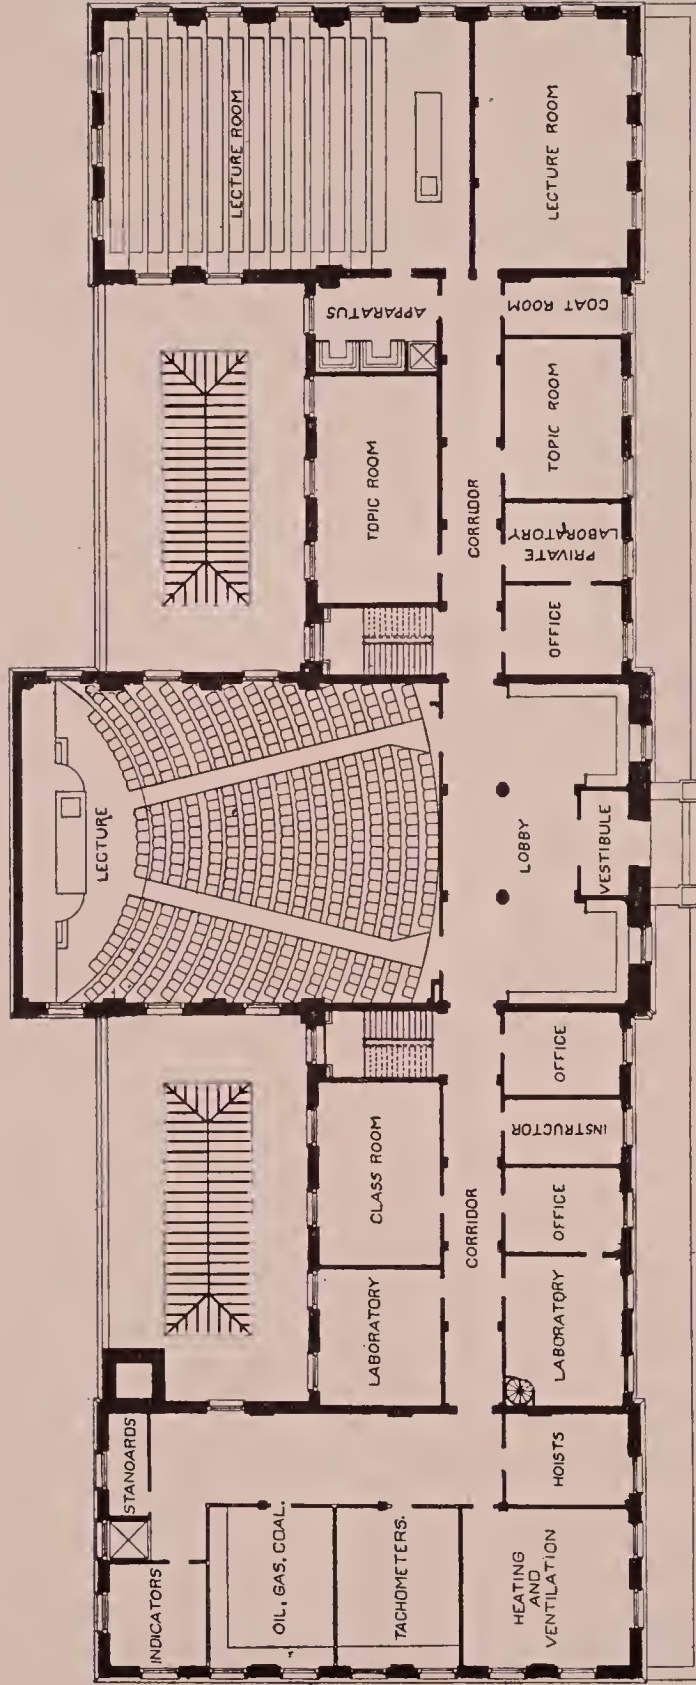 LECTURE ROOM
LECTURE ROOM
APPARATUS
COAT ROOM
TOPIC ROOM
TOPIC ROOM
CORRIDOR
PRIVATE
LABORATORY
OFFICE
LECTURE
LOBBY
VESTIBULE
OFFICE
INSTRUCTOR
CLASS ROOM
OFFICE
CORRIDOR
LABORATORY
LABORATORY
STANDARDS
HOISTS
INDICATORS
OIL, GAS, COAL.
TACHOMETERS.
HEATING
AND
VENTILATION